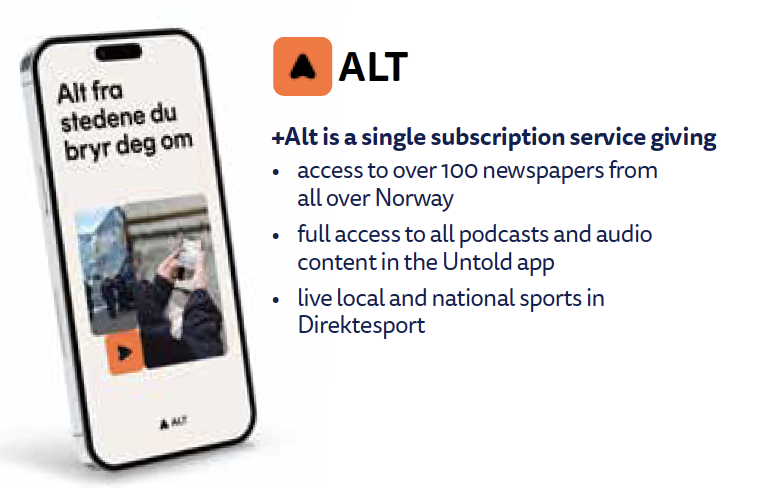 Alt fra
stedene du
bryr deg om
ALT
ALT
+Alt is a single subscription service giving
• access to over 100 newspapers from
all over Norway
• full access to all podcasts and audio
content in the Untold app
• live local and national sports in
Direktesport